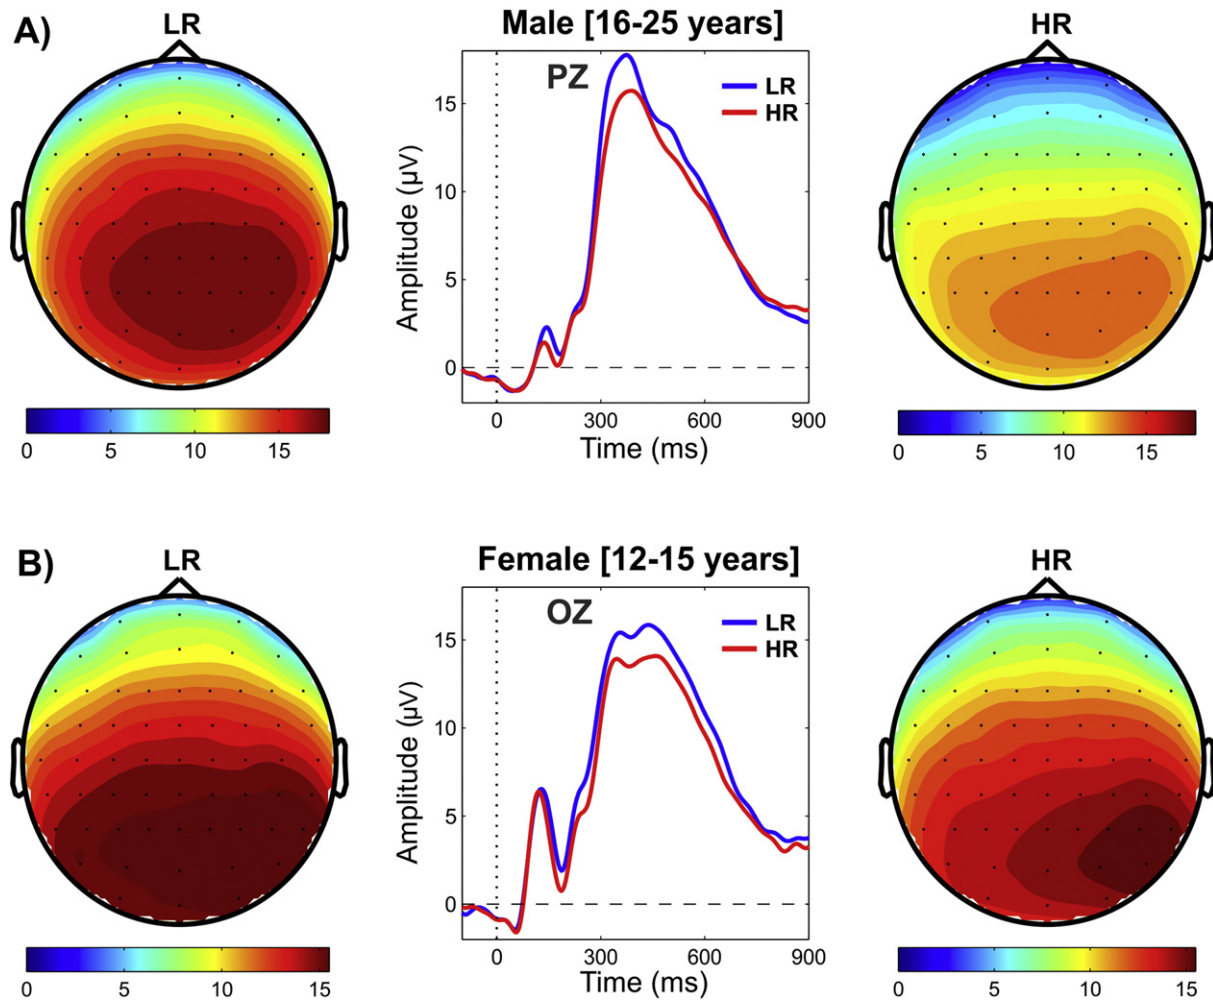 A)
LR
Male [16-25 years]
HR
PZ
LR
HR
Amplitude (µV)
15
10
5
0
0 300 600 900
Time (ms)
0 5 10 15
0 5 10 15
B)
LR
Female [12-15 years]
HR
OZ
LR
HR
Amplitude (µV)
15
10
5
0
0 300 600 900
Time (ms)
0 5 10 15
0 5 10 15